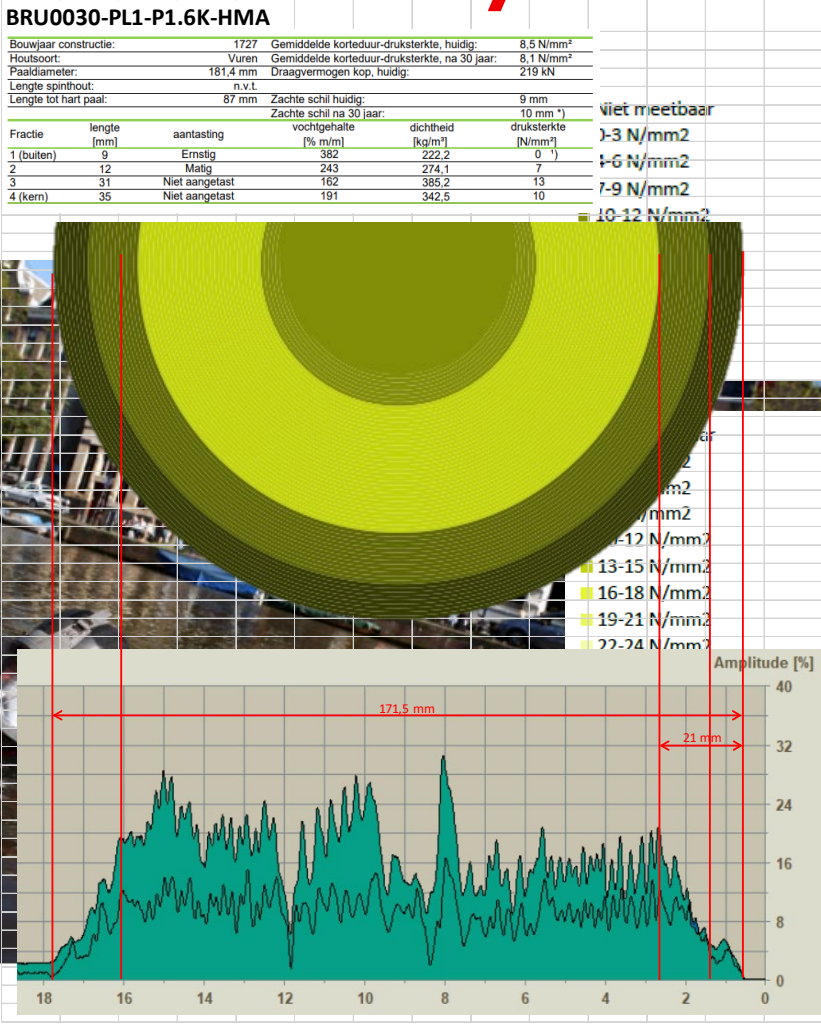 BRU0030-PL1-P1.6K-HMA
Bouwjaar constructie: 1727 Gemiddelde korteduur-druksterkte, huidig: 8,5 N/mm²
Houtsoort: Vuren Gemiddelde korteduur-druksterkte, na 30 jaar: 8,1 N/mm²
Paaldiameter: 181,4 mm Draagvermogen kop, huidig: 219 kN
Lengte spinthout: n.v.t.
Lengte tot hart paal: 87 mm Zachte schil huidig: 9 mm
Zachte schil na 30 jaar: 10 mm *)
Fractie lengte [mm] aantasting vochtgehalte [% m/m] dichtheid [kg/m³] druksterkte [N/mm²]
1 (buiten) 9 Ernstig 382 222,2 0 ¹)
2 12 Matig 243 274,1 7
3 31 Niet aangetast 162 385,2 13
4 (kern) 35 Niet aangetast 191 342,5 10
Niet meetbaar
0-3 N/mm2
4-6 N/mm2
7-9 N/mm2
10-12 N/mm2
-12 N/mm2
13-15 N/mm2
16-18 N/mm2
19-21 N/mm2
22-24 N/mm2
Amplitude [%]
40
171,5 mm
21 mm
32
24
16
8
0
18 16 14 12 10 8 6 4 2 0